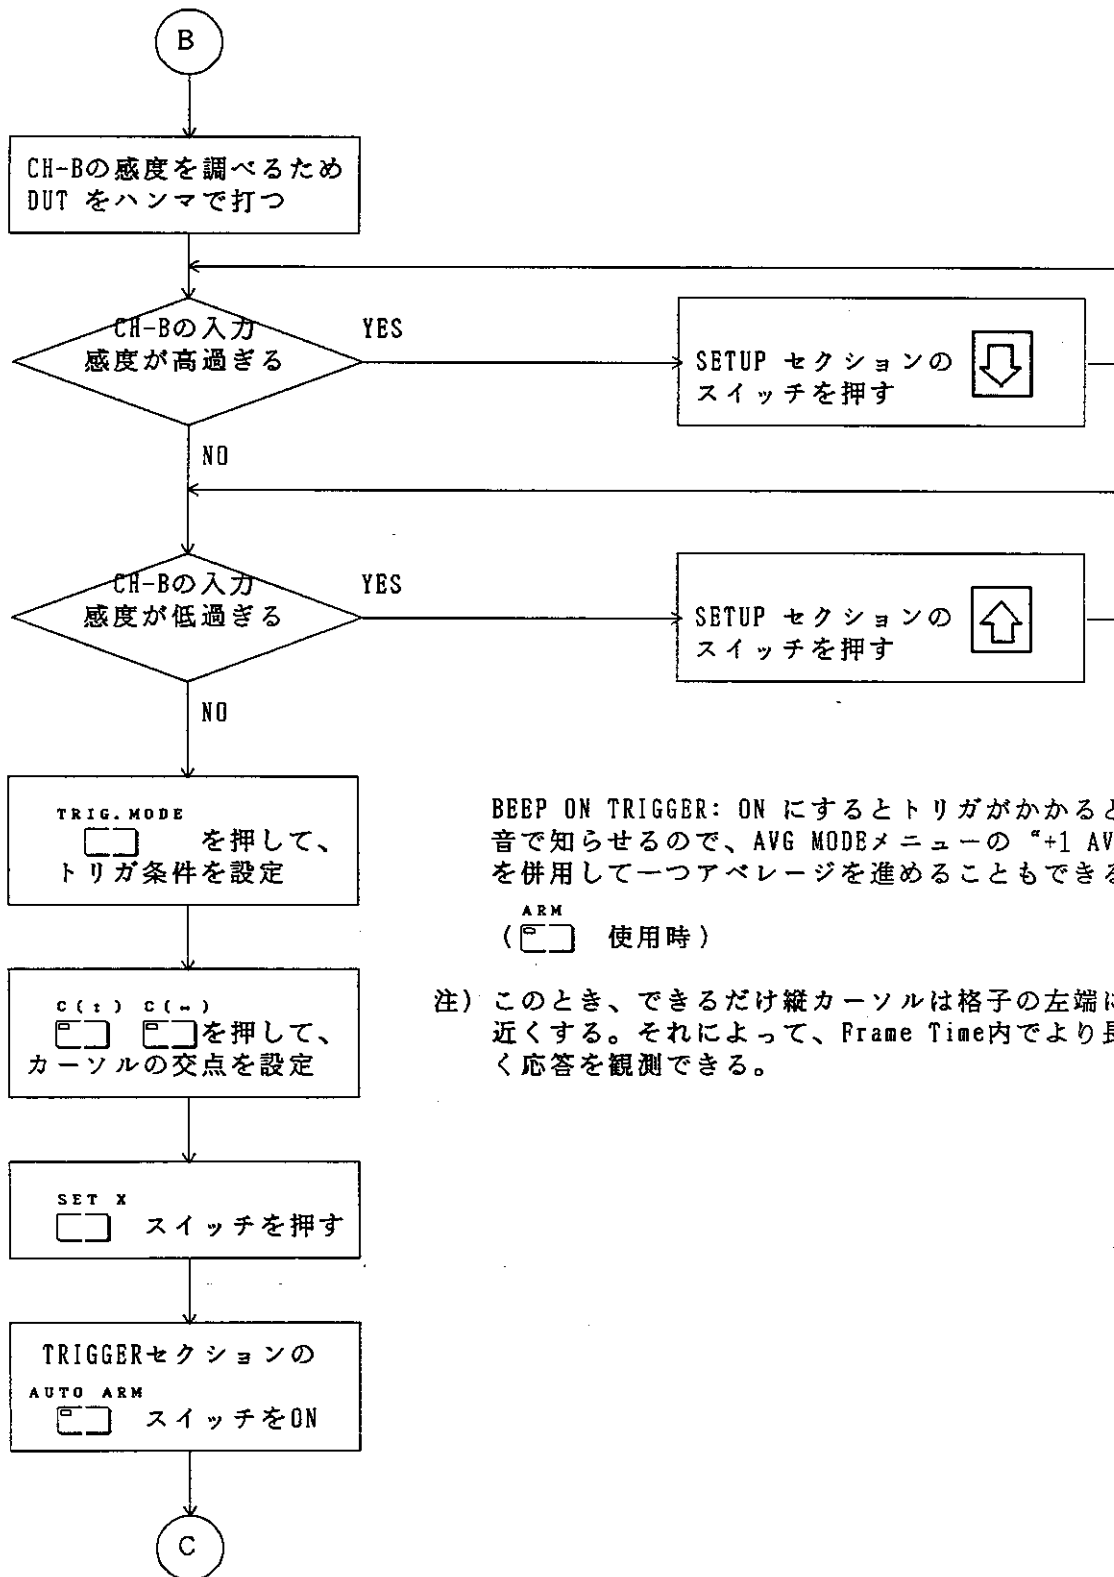 B
CH-Bの感度を調べるため
DUT をハンマで打つ
CH-Bの入力
感度が高過ぎる
YES
SETUP セクションの
スイッチを押す
NO
CH-Bの入力
感度が低過ぎる
YES
SETUP セクションの
スイッチを押す
NO
TRIG.MODE
を押して、
トリガ条件を設定
BEEP ON TRIGGER: ON にするとトリガがかかると
音で知らせるので、AVG MODEメニューの “+1 AV
を併用して一つアベレージを進めることもできる
ARM
( 使用時)
注) このとき、できるだけ縦カーソルは格子の左端に
近くする。それによって、Frame Time内でより長
く応答を観測できる。
C(↕) C(↔)
を押して、
カーソルの交点を設定
SET X
スイッチを押す
TRIGGERセクションの
AUTO ARM
スイッチをON
C